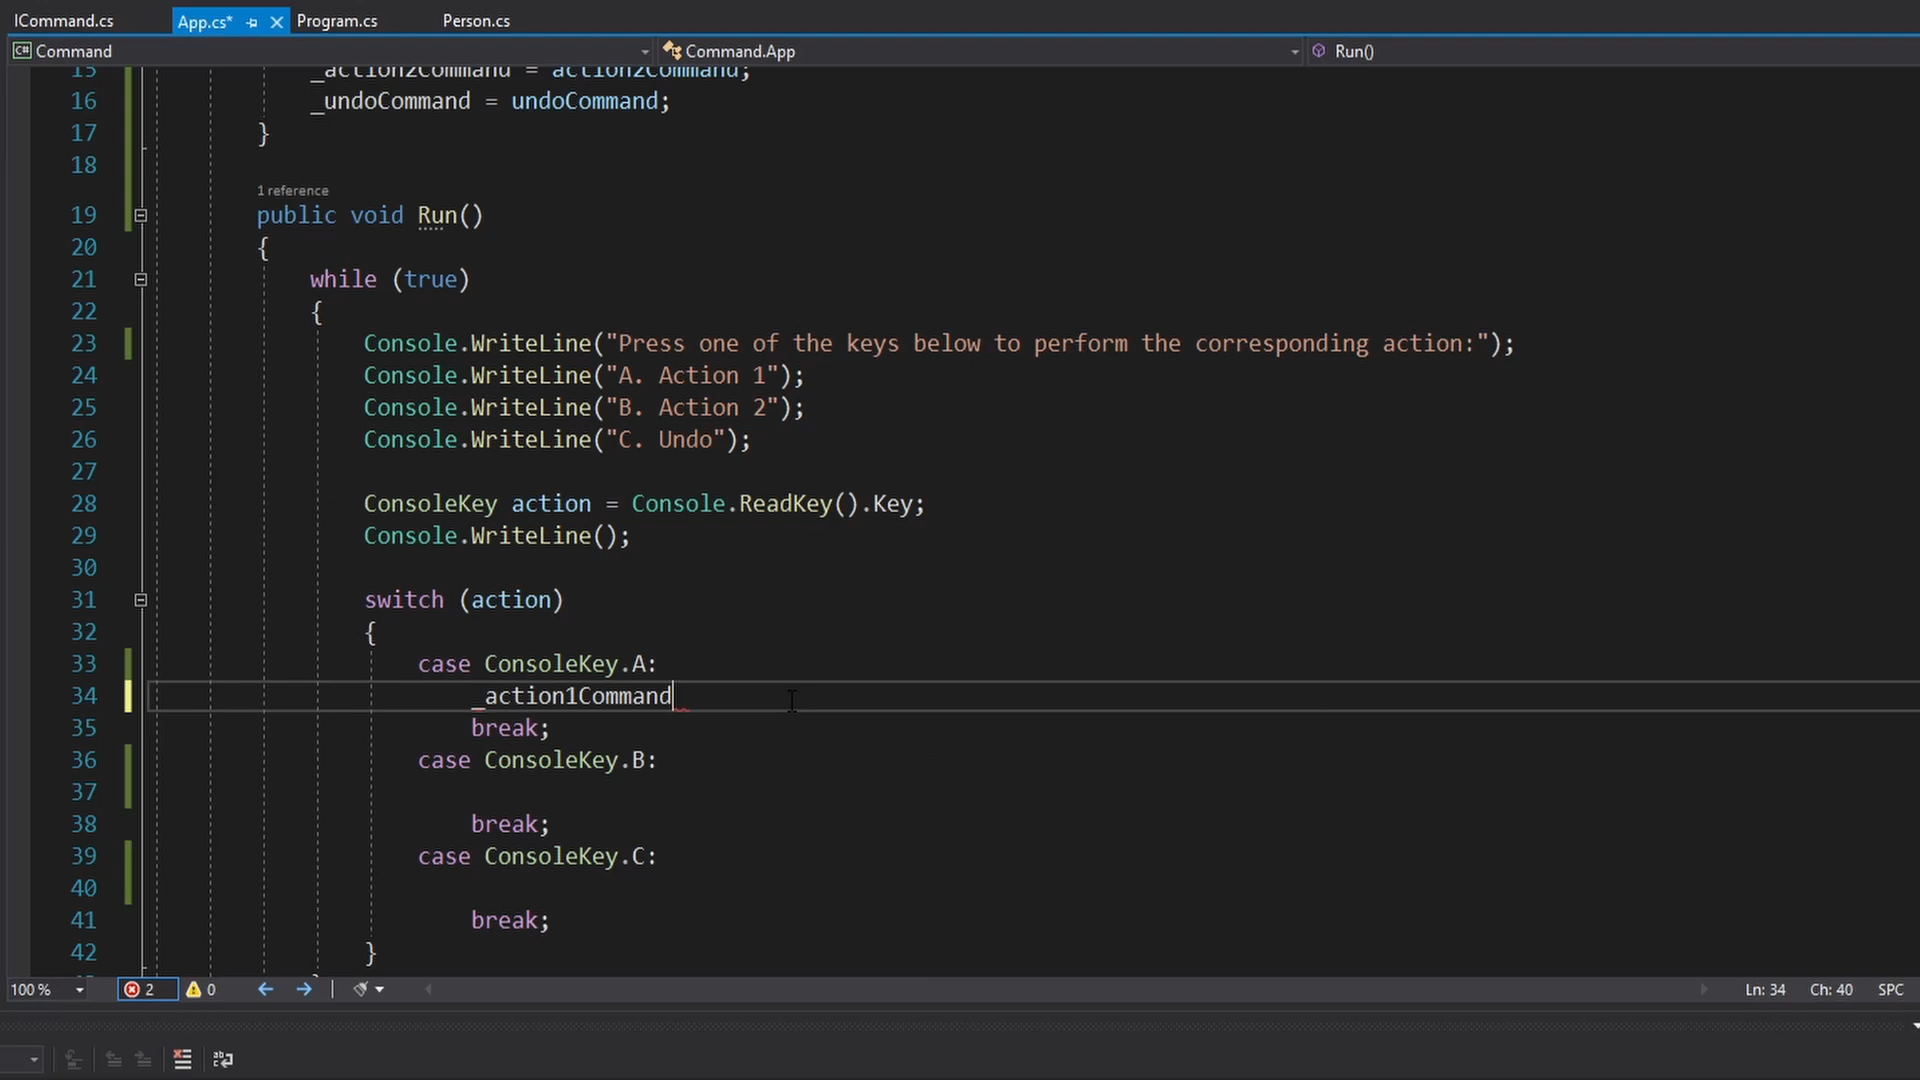 ICommand.cs App.cs* Program.cs Person.cs
C# Command Command.App Run()
15 _action2Command = action2Command;
16 _undoCommand = undoCommand;
17 }
18
1 reference
19 public void Run()
20 {
21 while (true)
22 {
23 Console.WriteLine("Press one of the keys below to perform the corresponding action:");
24 Console.WriteLine("A. Action 1");
25 Console.WriteLine("B. Action 2");
26 Console.WriteLine("C. Undo");
27
28 ConsoleKey action = Console.ReadKey().Key;
29 Console.WriteLine();
30
31 switch (action)
32 {
33 case ConsoleKey.A:
34 _action1Command
35 break;
36 case ConsoleKey.B:
37
38 break;
39 case ConsoleKey.C:
40
41 break;
42 }
100 % 2 0 Ln: 34 Ch: 40 SPC